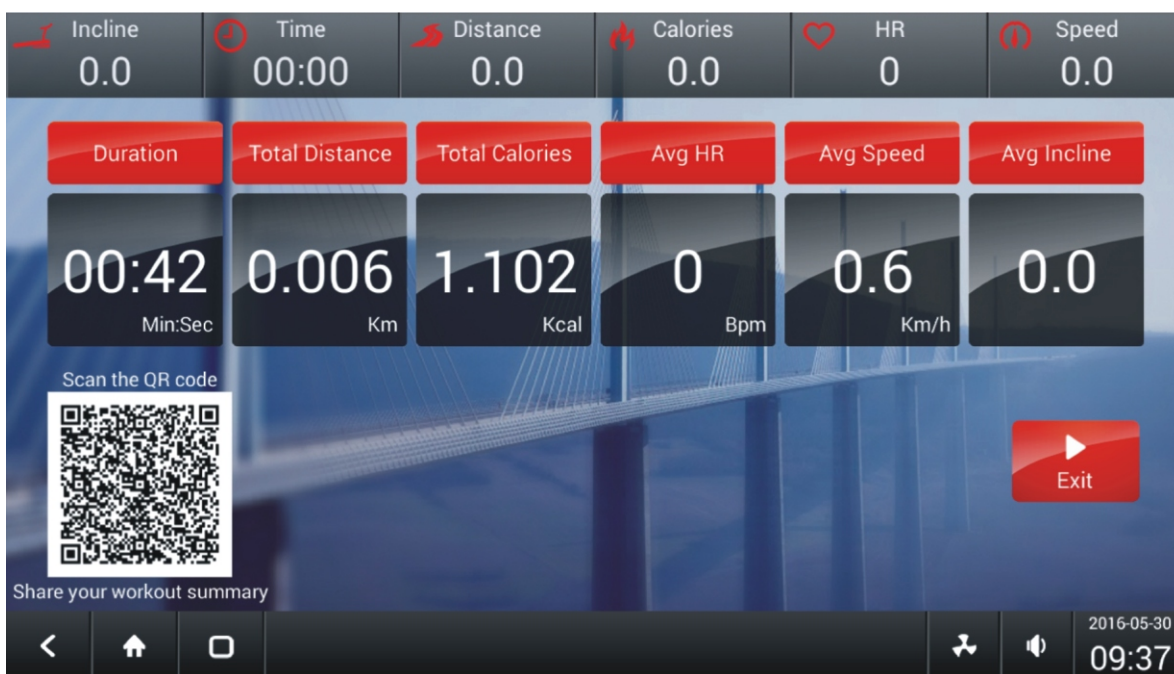 Incline Time Distance Calories HR Speed
0.0 00:00 0.0 0.0 0 0.0
Duration Total Distance Total Calories Avg HR Avg Speed Avg Incline
00:42 0.006 1.102 0 0.6 0.0
Min:Sec Km Kcal Bpm Km/h
Scan the QR code
Exit
Share your workout summary
2016-05-30
09:37